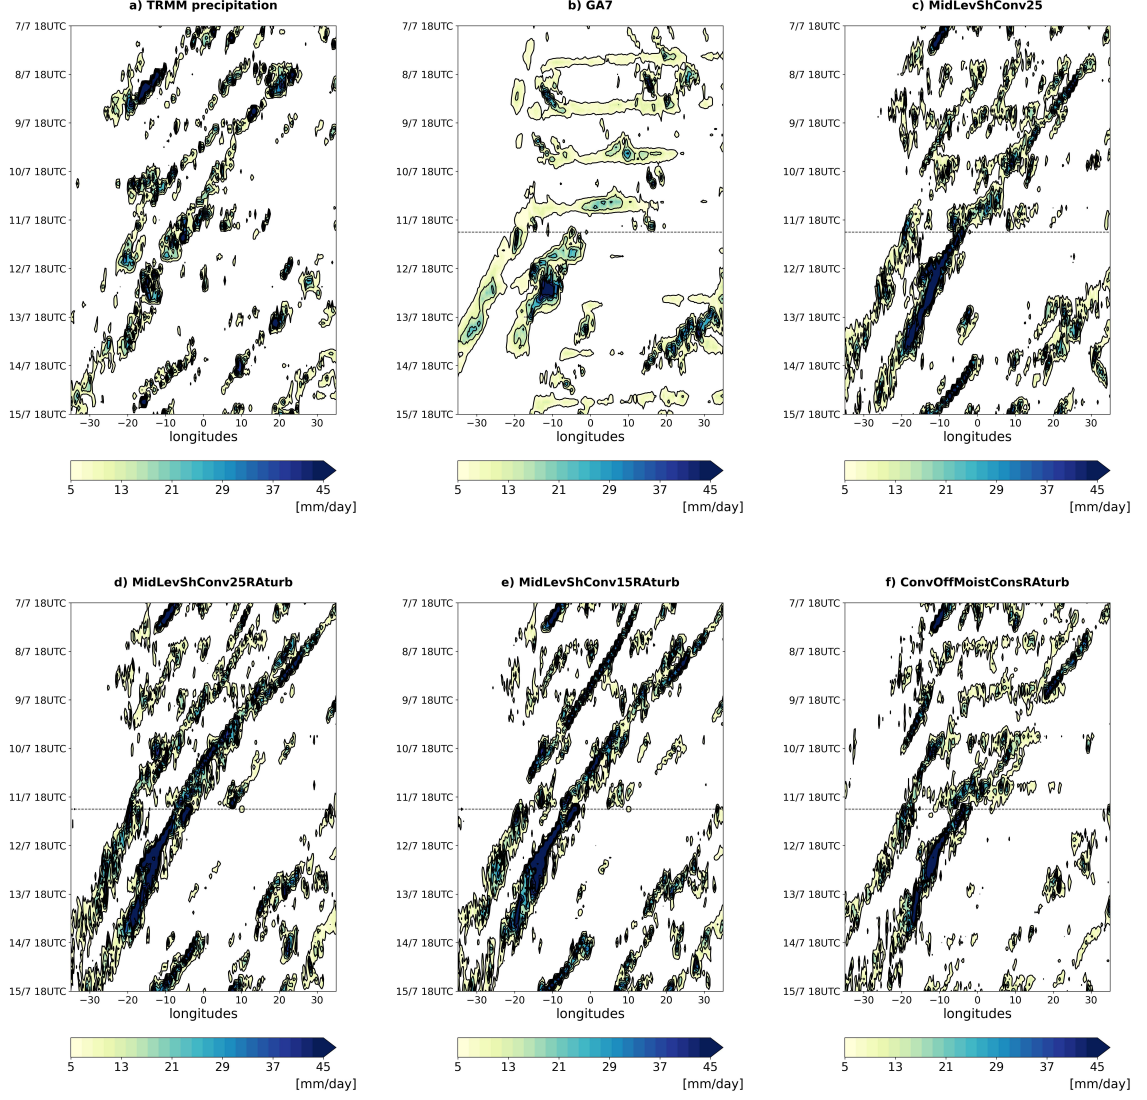 a) TRMM precipitation
7/7 18UTC
8/7 18UTC
9/7 18UTC
10/7 18UTC
11/7 18UTC
12/7 18UTC
13/7 18UTC
14/7 18UTC
15/7 18UTC
−30 −20 −10 0 10 20 30
longitudes
5 13 21 29 37 45
[mm/day]
b) GA7
7/7 18UTC
8/7 18UTC
9/7 18UTC
10/7 18UTC
11/7 18UTC
12/7 18UTC
13/7 18UTC
14/7 18UTC
15/7 18UTC
−30 −20 −10 0 10 20 30
longitudes
5 13 21 29 37 45
[mm/day]
c) MidLevShConv25
7/7 18UTC
8/7 18UTC
9/7 18UTC
10/7 18UTC
11/7 18UTC
12/7 18UTC
13/7 18UTC
14/7 18UTC
15/7 18UTC
−30 −20 −10 0 10 20 30
longitudes
5 13 21 29 37 45
[mm/day]
d) MidLevShConv25RAturb
7/7 18UTC
8/7 18UTC
9/7 18UTC
10/7 18UTC
11/7 18UTC
12/7 18UTC
13/7 18UTC
14/7 18UTC
15/7 18UTC
−30 −20 −10 0 10 20 30
longitudes
5 13 21 29 37 45
[mm/day]
e) MidLevShConv15RAturb
7/7 18UTC
8/7 18UTC
9/7 18UTC
10/7 18UTC
11/7 18UTC
12/7 18UTC
13/7 18UTC
14/7 18UTC
15/7 18UTC
−30 −20 −10 0 10 20 30
longitudes
5 13 21 29 37 45
[mm/day]
f) ConvOffMoistConsRAturb
7/7 18UTC
8/7 18UTC
9/7 18UTC
10/7 18UTC
11/7 18UTC
12/7 18UTC
13/7 18UTC
14/7 18UTC
15/7 18UTC
−30 −20 −10 0 10 20 30
longitudes
5 13 21 29 37 45
[mm/day]